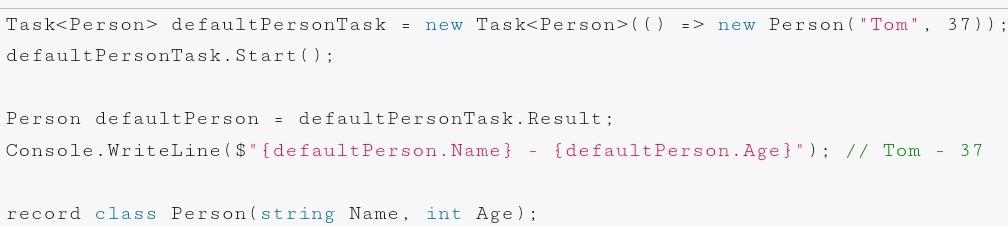 Task<Person> defaultPersonTask = new Task<Person>(() => new Person("Tom", 37));
defaultPersonTask.Start();
Person defaultPerson = defaultPersonTask.Result;
Console.WriteLine($"{defaultPerson.Name} - {defaultPerson.Age}"); // Tom - 37
record class Person(string Name, int Age);